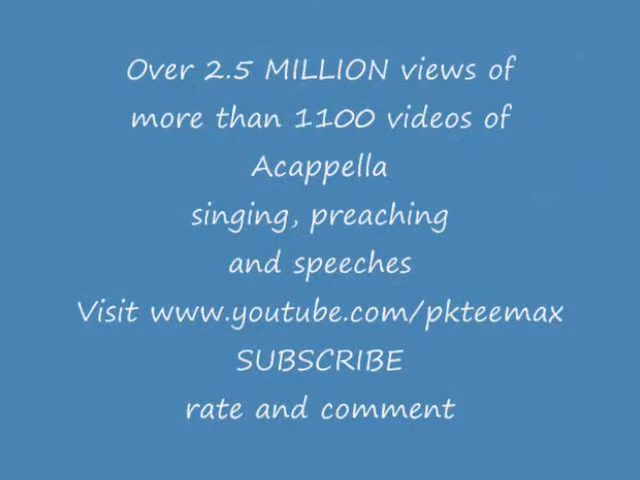 Over 2.5 MILLION views of
more than 1100 videos of
Acappella
singing, preaching
and speeches
Visit www.youtube.com/pkteemax
SUBSCRIBE
rate and comment